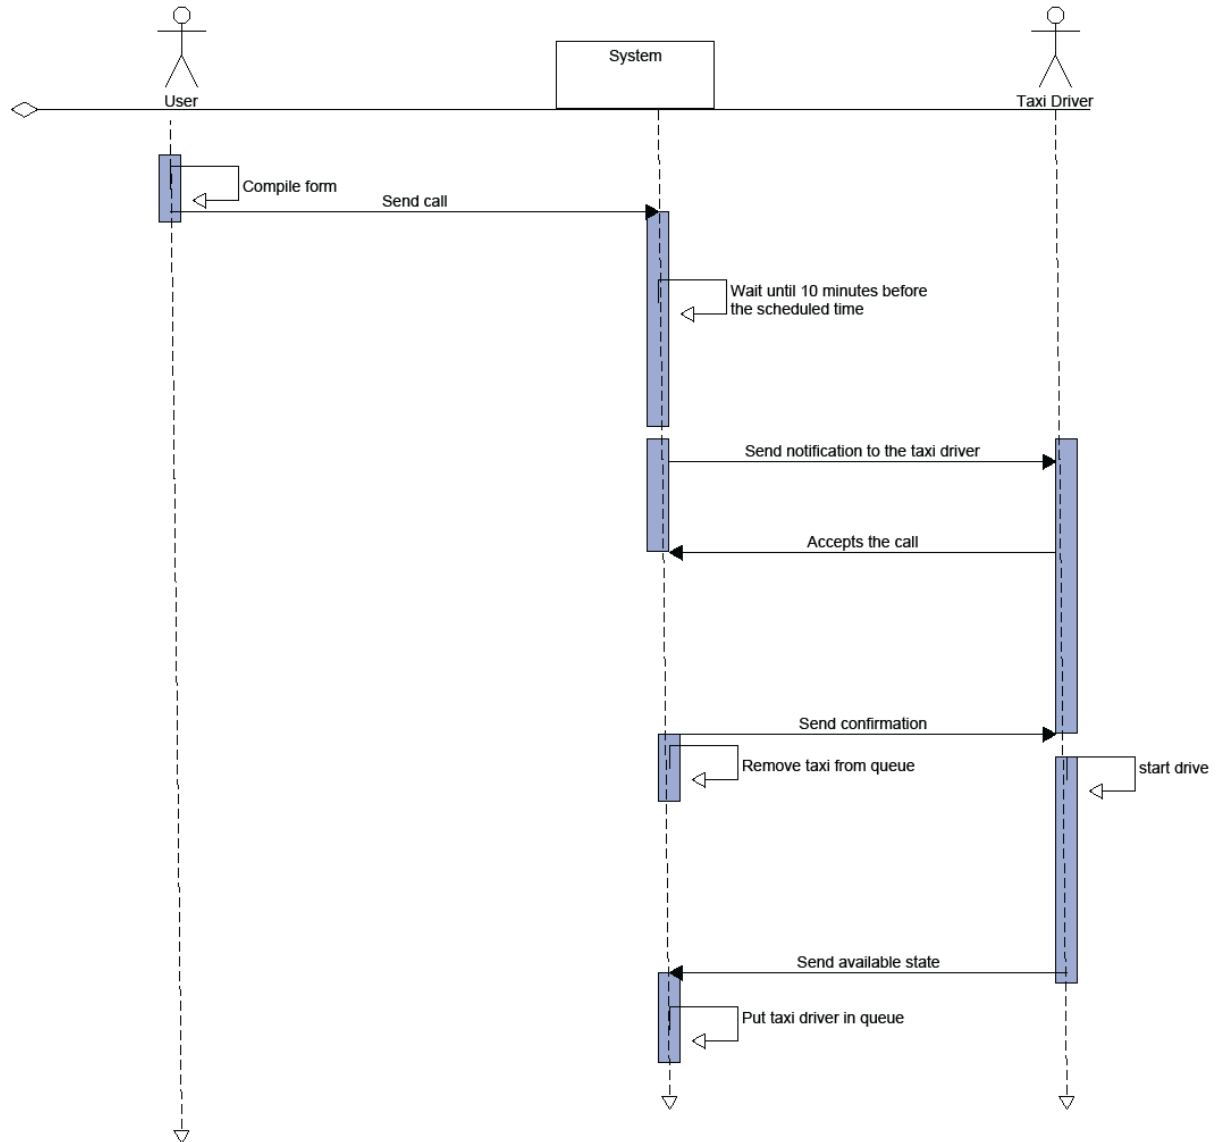 System
User
Taxi Driver
Compile form
Send call
Wait until 10 minutes before
the scheduled time
Send notification to the taxi driver
Accepts the call
Send confirmation
Remove taxi from queue
start drive
Send available state
Put taxi driver in queue